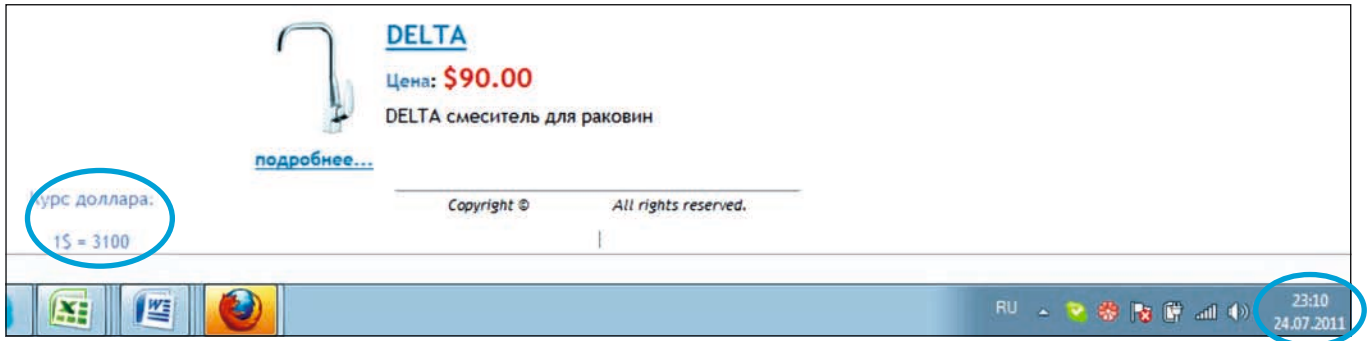 DELTA
Цена: $90.00
DELTA смеситель для раковин
подробнее...
Курс доллара:
1$ = 3100
Copyright © All rights reserved.
RU
23:10
24.07.2011